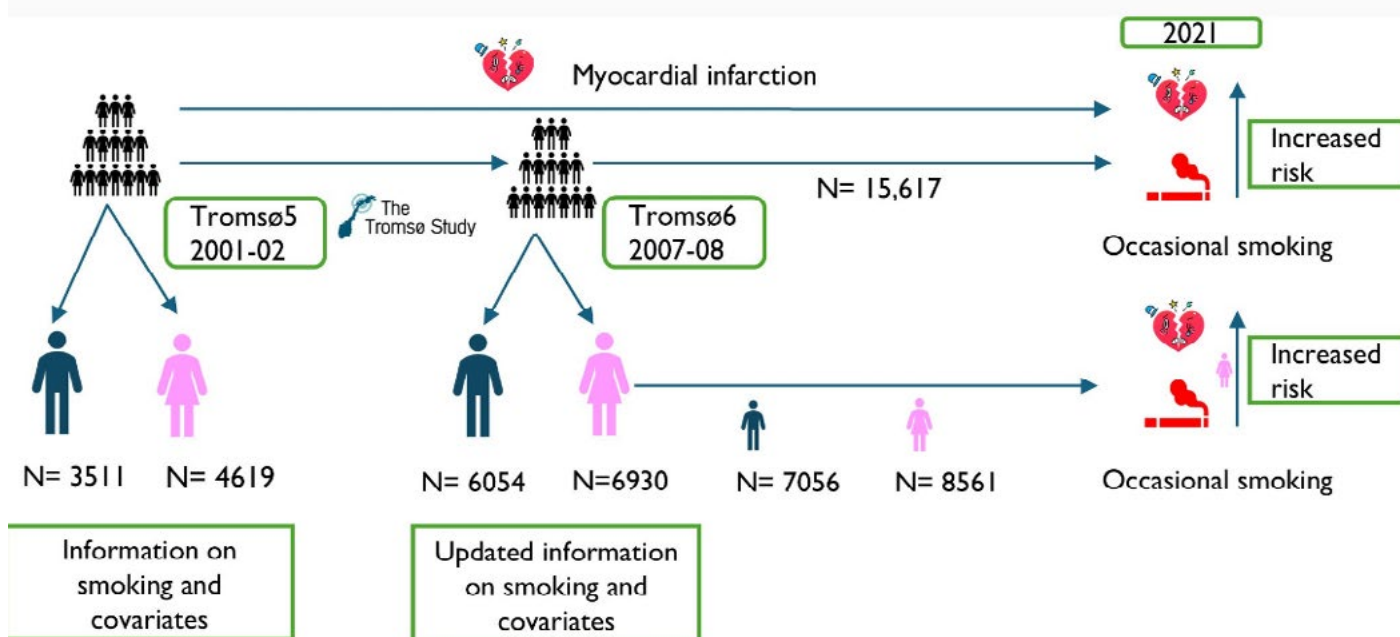 2021
Myocardial infarction
Increased
risk
N= 15,617
Tromsø5
2001-02
The
Tromsø Study
Tromsø6
2007-08
Occasional smoking
Increased
risk
N= 3511
N= 4619
N= 6054
N=6930
N= 7056
N= 8561
Occasional smoking
Information on
smoking and
covariates
Updated information
on smoking and
covariates